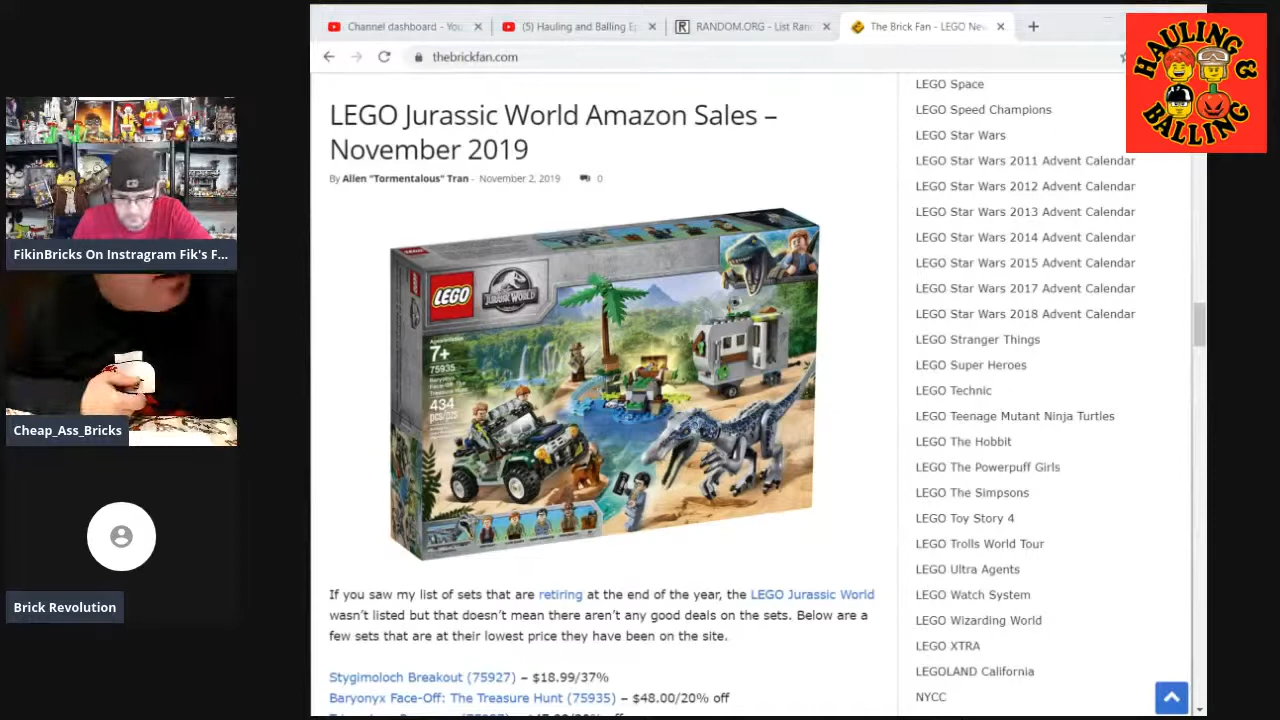 Channel dashboard - You
(5) Hauling and Balling Ep
RANDOM.ORG - List Ran
The Brick Fan - LEGO New
thebrickfan.com
HAULING & BALLING
FikinBricks On Instragram Fik's F...
Cheap_Ass_Bricks
Brick Revolution
LEGO Jurassic World Amazon Sales –
November 2019
By Allen "Tormentalous" Tran - November 2, 2019 0
LEGO
JURASSIC WORLD
7+
75935
Baryonyx
Face-Off: The
Treasure Hunt
434
pcs/pzs
If you saw my list of sets that are retiring at the end of the year, the LEGO Jurassic World
wasn't listed but that doesn't mean there aren't any good deals on the sets. Below are a
few sets that are at their lowest price they have been on the site.
Stygimoloch Breakout (75927) – $18.99/37%
Baryonyx Face-Off: The Treasure Hunt (75935) – $48.00/20% off
LEGO Space
LEGO Speed Champions
LEGO Star Wars
LEGO Star Wars 2011 Advent Calendar
LEGO Star Wars 2012 Advent Calendar
LEGO Star Wars 2013 Advent Calendar
LEGO Star Wars 2014 Advent Calendar
LEGO Star Wars 2015 Advent Calendar
LEGO Star Wars 2017 Advent Calendar
LEGO Star Wars 2018 Advent Calendar
LEGO Stranger Things
LEGO Super Heroes
LEGO Technic
LEGO Teenage Mutant Ninja Turtles
LEGO The Hobbit
LEGO The Powerpuff Girls
LEGO The Simpsons
LEGO Toy Story 4
LEGO Trolls World Tour
LEGO Ultra Agents
LEGO Watch System
LEGO Wizarding World
LEGO XTRA
LEGOLAND California
NYCC